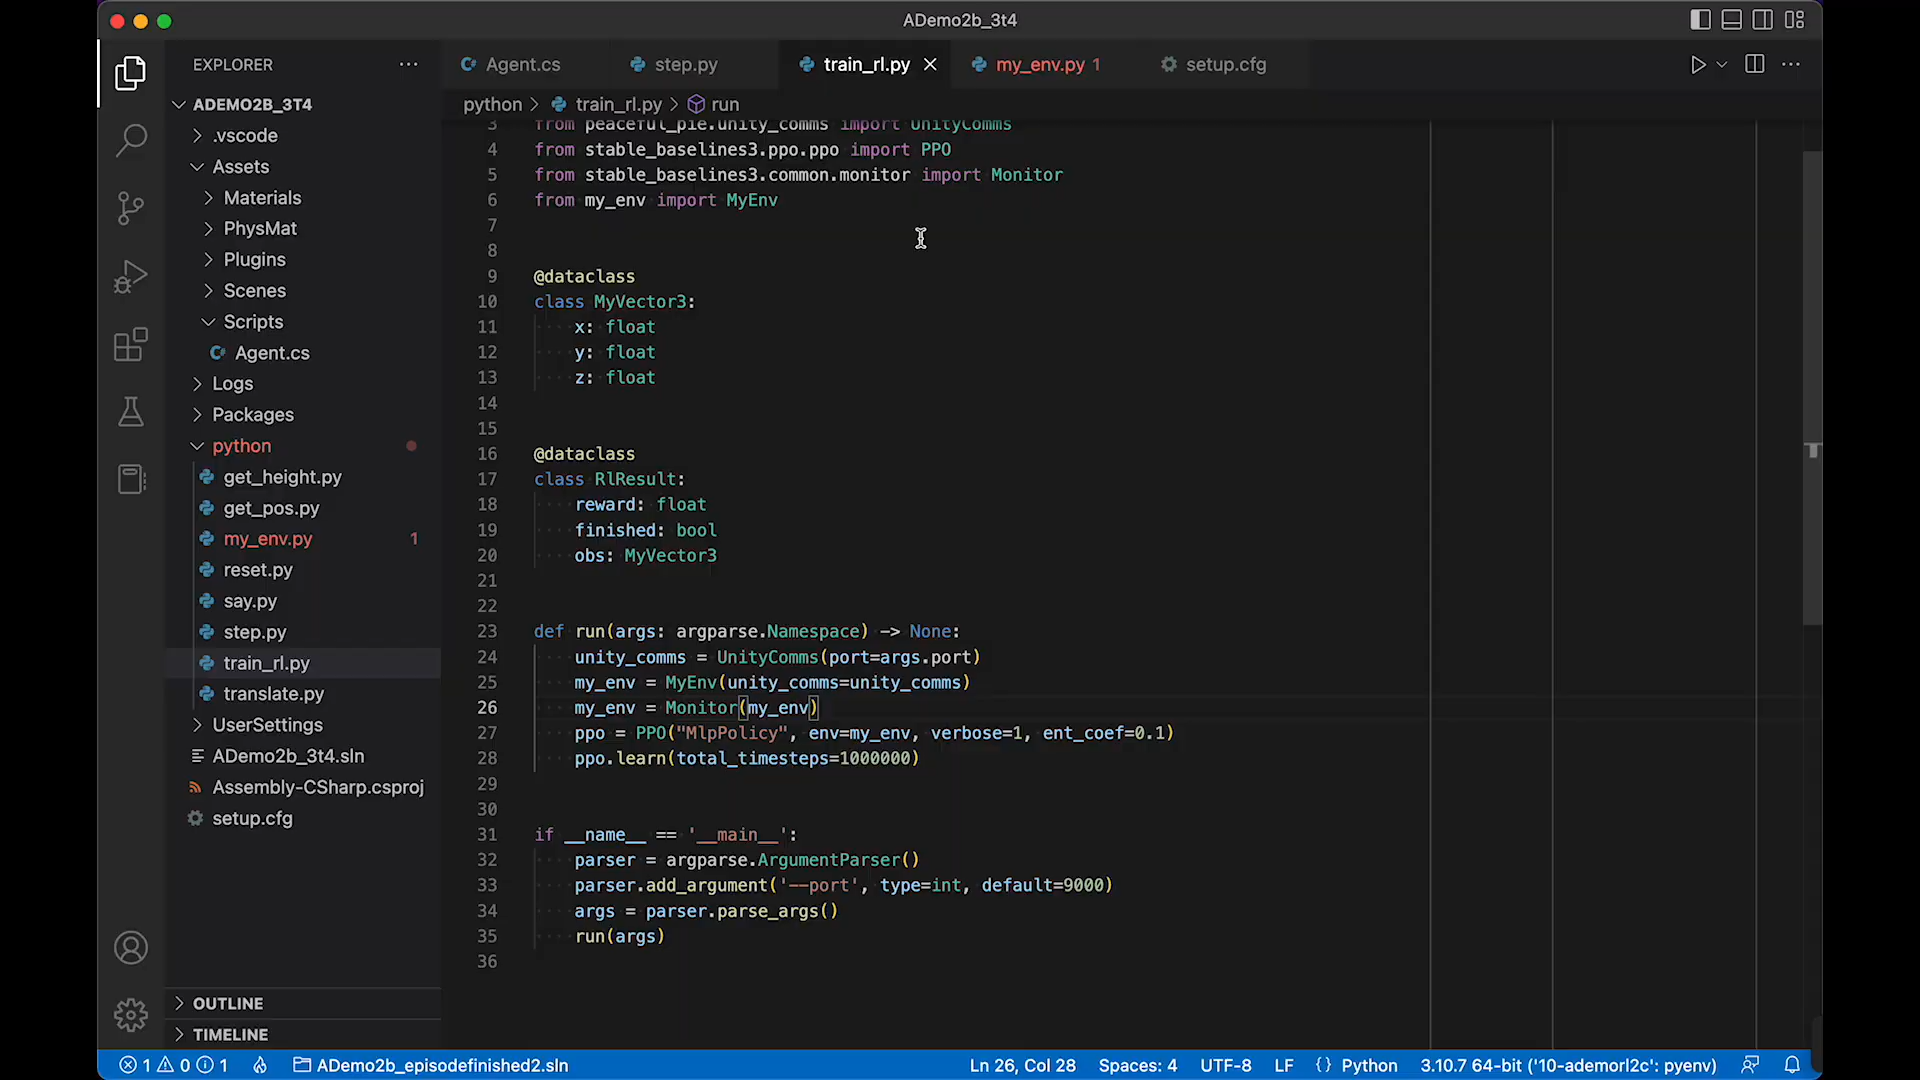 ADemo2b_3t4
EXPLORER
Agent.cs
step.py
train_rl.py
my_env.py 1
setup.cfg
ADEMO2B_3T4
.vscode
Assets
Materials
PhysMat
Plugins
Scenes
Scripts
Agent.cs
Logs
Packages
python
get_height.py
get_pos.py
my_env.py 1
reset.py
say.py
step.py
train_rl.py
translate.py
UserSettings
ADemo2b_3t4.sln
Assembly-CSharp.csproj
setup.cfg
OUTLINE
TIMELINE
python > train_rl.py > run
3 from peaceful_pie.unity_comms import UnityComms
4 from stable_baselines3.ppo.ppo import PPO
5 from stable_baselines3.common.monitor import Monitor
6 from my_env import MyEnv
7
8
9 @dataclass
10 class MyVector3:
11 x: float
12 y: float
13 z: float
14
15
16 @dataclass
17 class RlResult:
18 reward: float
19 finished: bool
20 obs: MyVector3
21
22
23 def run(args: argparse.Namespace) -> None:
24 unity_comms = UnityComms(port=args.port)
25 my_env = MyEnv(unity_comms=unity_comms)
26 my_env = Monitor(my_env)
27 ppo = PPO("MlpPolicy", env=my_env, verbose=1, ent_coef=0.1)
28 ppo.learn(total_timesteps=1000000)
29
30
31 if __name__ == '__main__':
32 parser = argparse.ArgumentParser()
33 parser.add_argument('--port', type=int, default=9000)
34 args = parser.parse_args()
35 run(args)
36
1 0 1 ADemo2b_episodefinished2.sln Ln 26, Col 28 Spaces: 4 UTF-8 LF {} Python 3.10.7 64-bit ('10-ademorl2c': pyenv)